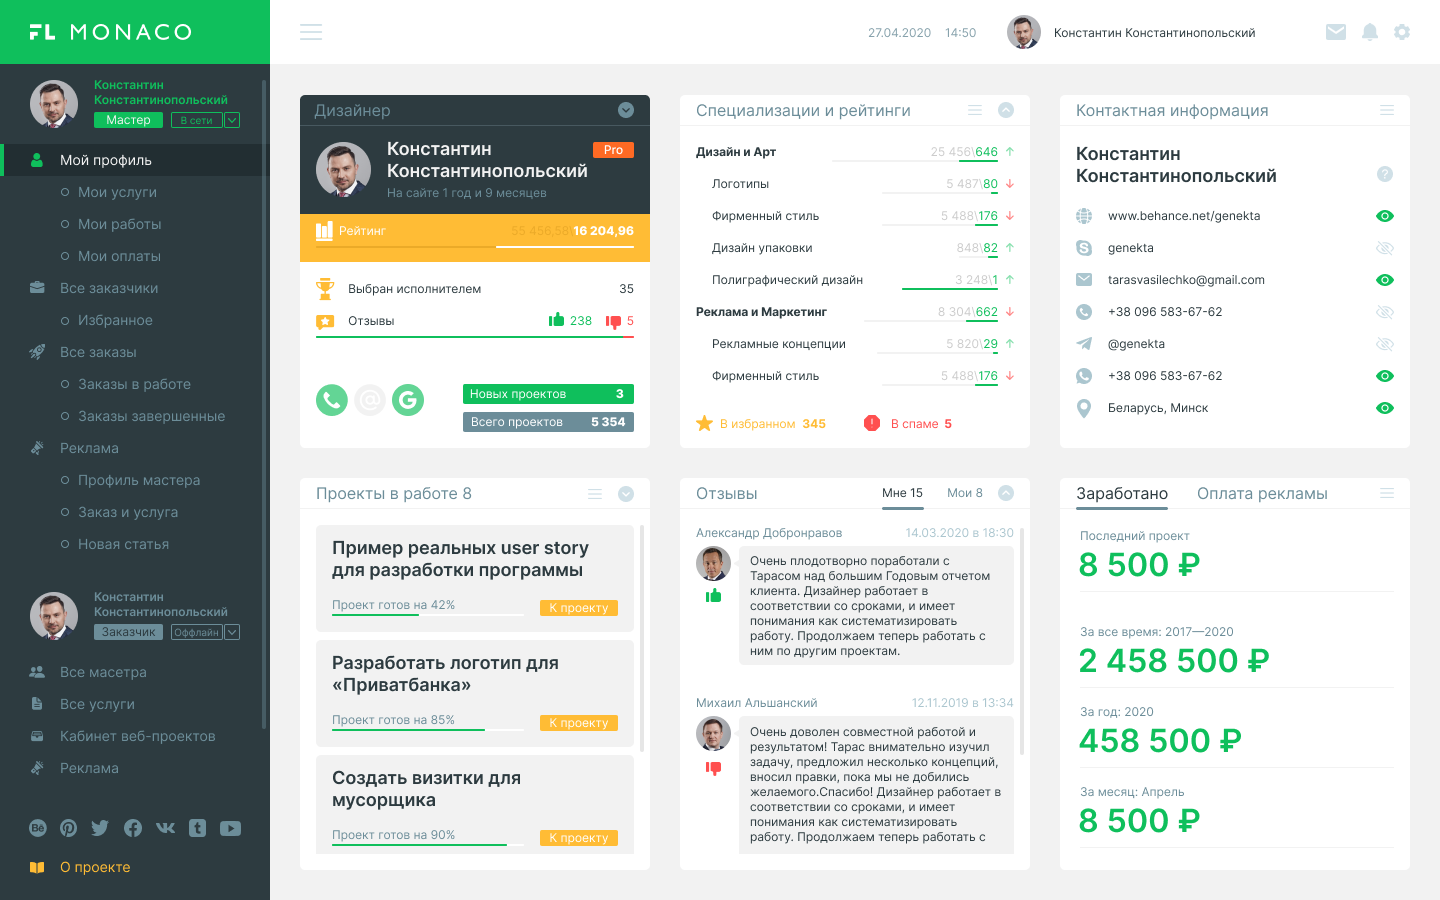 FL MONACO
27.04.2020 14:50
Константин Константинопольский
Константин
Константинопольский
Мастер В сети
Мой профиль
Мои услуги
Мои работы
Мои оплаты
Все заказчики
Избранное
Все заказы
Заказы в работе
Заказы завершенные
Реклама
Профиль мастера
Заказ и услуга
Новая статья
Константин
Константинопольский
Заказчик Оффлайн
Все масетра
Все услуги
Кабинет веб-проектов
Реклама
О проекте
Дизайнер
Константин
Константинопольский
Pro
На сайте 1 год и 9 месяцев
Рейтинг 55 456,58\16 204,96
Выбран исполнителем 35
Отзывы 238 5
Новых проектов 3
Всего проектов 5 354
Специализации и рейтинги
Дизайн и Арт 25 456\646
Логотипы 5 487\80
Фирменный стиль 5 488\176
Дизайн упаковки 848\82
Полиграфический дизайн 3 248\1
Реклама и Маркетинг 8 304\662
Рекламные концепции 5 820\29
Фирменный стиль 5 488\176
В избранном 345 В спаме 5
Контактная информация
Константин
Константинопольский
?
www.behance.net/genekta
genekta
tarasvasilechko@gmail.com
+38 096 583-67-62
@genekta
+38 096 583-67-62
Беларусь, Минск
Проекты в работе 8
Пример реальных user story
для разработки программы
Проект готов на 42% К проекту
Разработать логотип для
«Приватбанка»
Проект готов на 85% К проекту
Создать визитки для
мусорщика
Проект готов на 90% К проекту
Отзывы Мне 15 Мои 8
Александр Добронравов 14.03.2020 в 18:30
Очень плодотворно поработали с
Тарасом над большим Годовым отчетом
клиента. Дизайнер работает в
соответствии со сроками, и имеет
понимания как систематизировать
работу. Продолжаем теперь работать с
ним по другим проектам.
Михаил Альшанский 12.11.2019 в 13:34
Очень доволен совместной работой и
результатом! Тарас внимательно изучил
задачу, предложил несколько концепций,
вносил правки, пока мы не добились
желаемого.Спасибо! Дизайнер работает в
соответствии со сроками, и имеет
понимания как систематизировать
работу. Продолжаем теперь работать с
Заработано Оплата рекламы
Последний проект
8 500 ₽
За все время: 2017—2020
2 458 500 ₽
За год: 2020
458 500 ₽
За месяц: Апрель
8 500 ₽